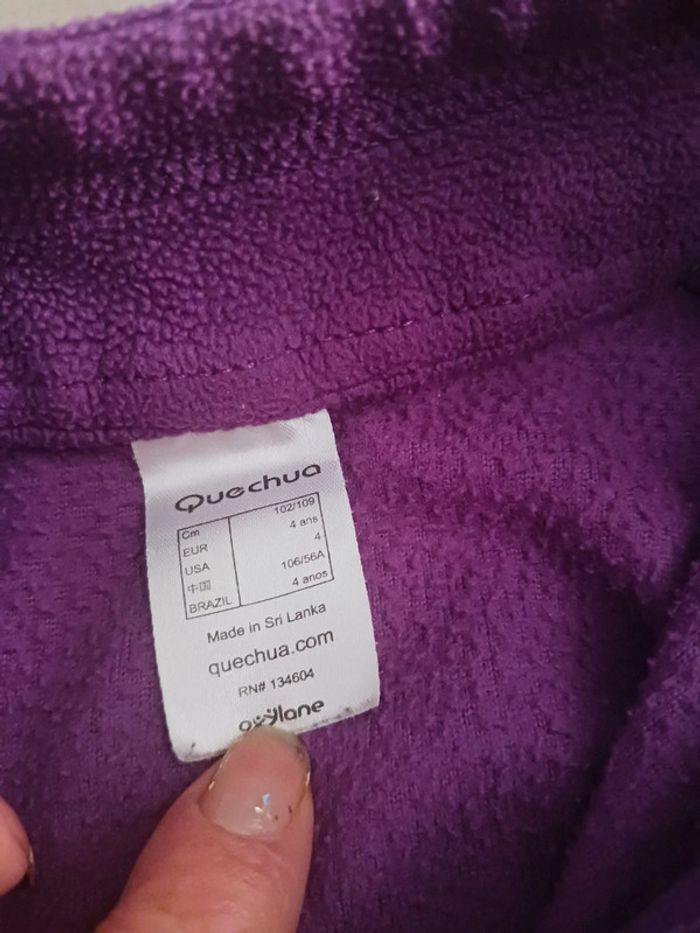 Quechua
Cm 102/109
EUR 4 ans
USA 4
中国 106/56A
BRAZIL 4 anos
Made in Sri Lanka
quechua.com
RN# 134604
oxylane